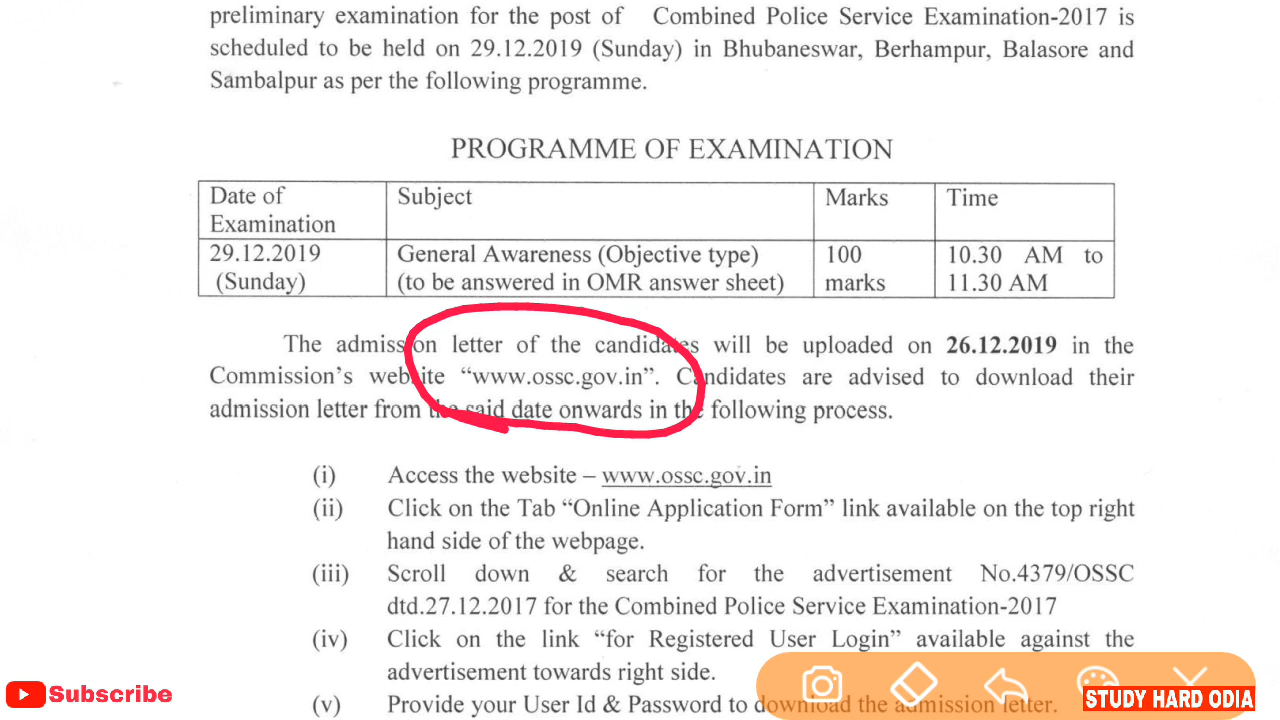 preliminary examination for the post of Combined Police Service Examination-2017 is
scheduled to be held on 29.12.2019 (Sunday) in Bhubaneswar, Berhampur, Balasore and
Sambalpur as per the following programme.
PROGRAMME OF EXAMINATION
Date of Examination Subject Marks Time
29.12.2019 (Sunday) General Awareness (Objective type) (to be answered in OMR answer sheet) 100 marks 10.30 AM to 11.30 AM
The admission letter of the candidates will be uploaded on 26.12.2019 in the
Commission's website "www.ossc.gov.in". Candidates are advised to download their
admission letter from the said date onwards in the following process.
(i) Access the website – www.ossc.gov.in
(ii) Click on the Tab "Online Application Form" link available on the top right
hand side of the webpage.
(iii) Scroll down & search for the advertisement No.4379/OSSC
dtd.27.12.2017 for the Combined Police Service Examination-2017
(iv) Click on the link "for Registered User Login" available against the
advertisement towards right side.
(v) Provide your User Id & Password to download the admission letter.
Subscribe
STUDY HARD ODIA